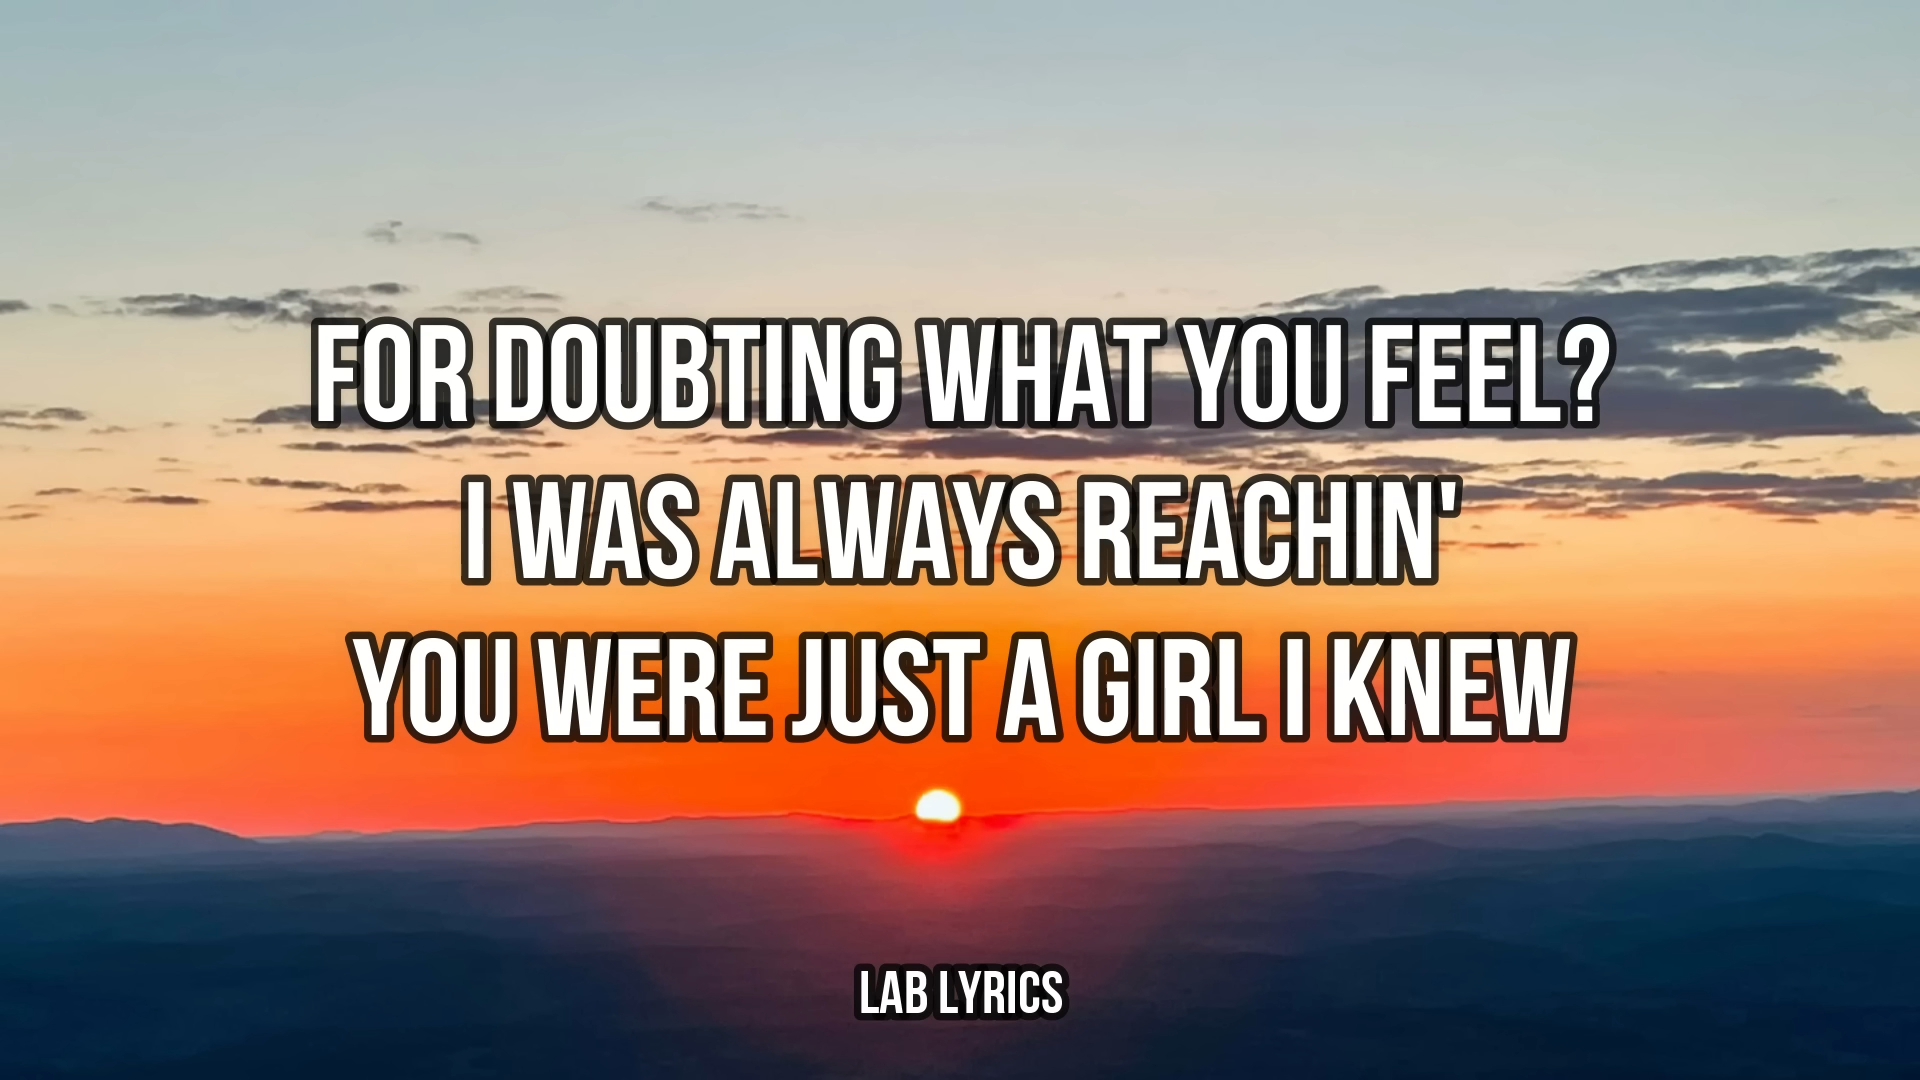 FOR DOUBTING WHAT YOU FEEL?
I WAS ALWAYS REACHIN'
YOU WERE JUST A GIRL I KNEW
LAB LYRICS